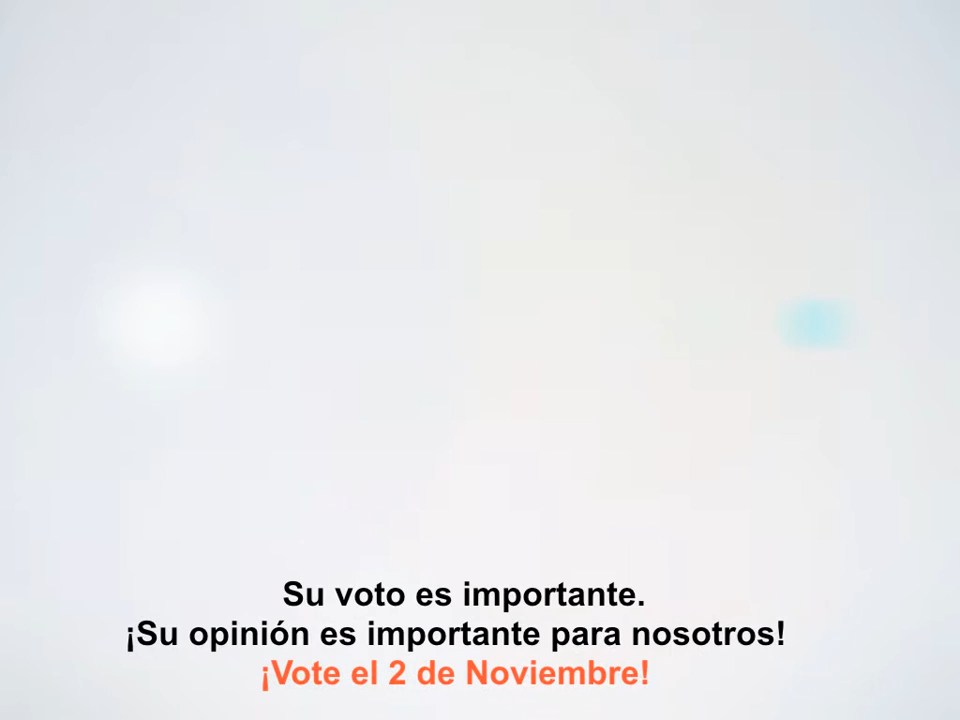 Su voto es importante.
¡Su opinión es importante para nosotros!
¡Vote el 2 de Noviembre!